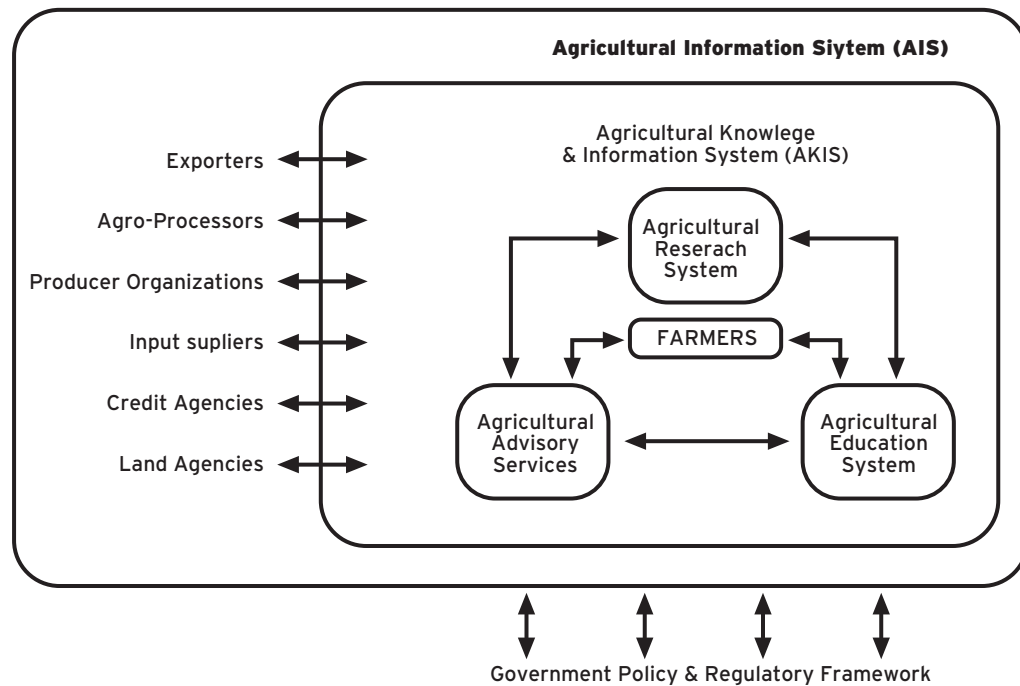 Agricultural Information Siytem (AIS)
Agricultural Knowlege
& Information System (AKIS)
Exporters
Agro-Processors
Producer Organizations
Input supliers
Credit Agencies
Land Agencies
Agricultural
Reserach
System
FARMERS
Agricultural
Advisory
Services
Agricultural
Education
System
Government Policy & Regulatory Framework